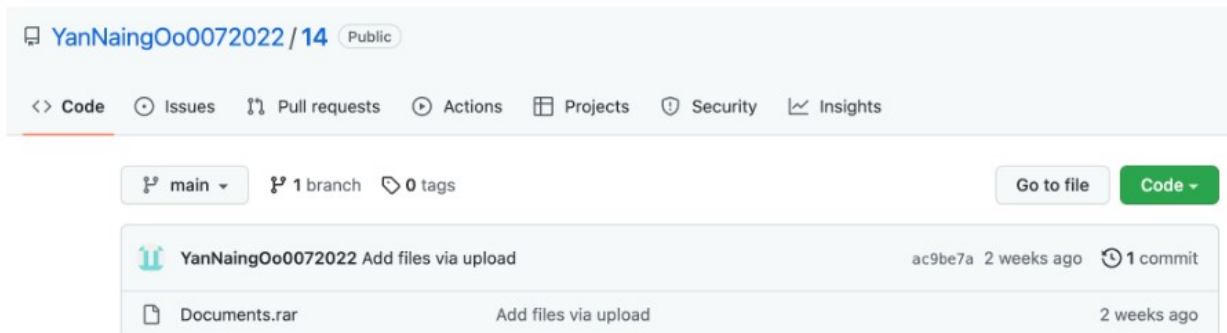 YanNaingOo0072022 / 14 Public
Code Issues Pull requests Actions Projects Security Insights
main 1 branch 0 tags Go to file Code
YanNaingOo0072022 Add files via upload ac9be7a 2 weeks ago 1 commit
Documents.rar Add files via upload 2 weeks ago